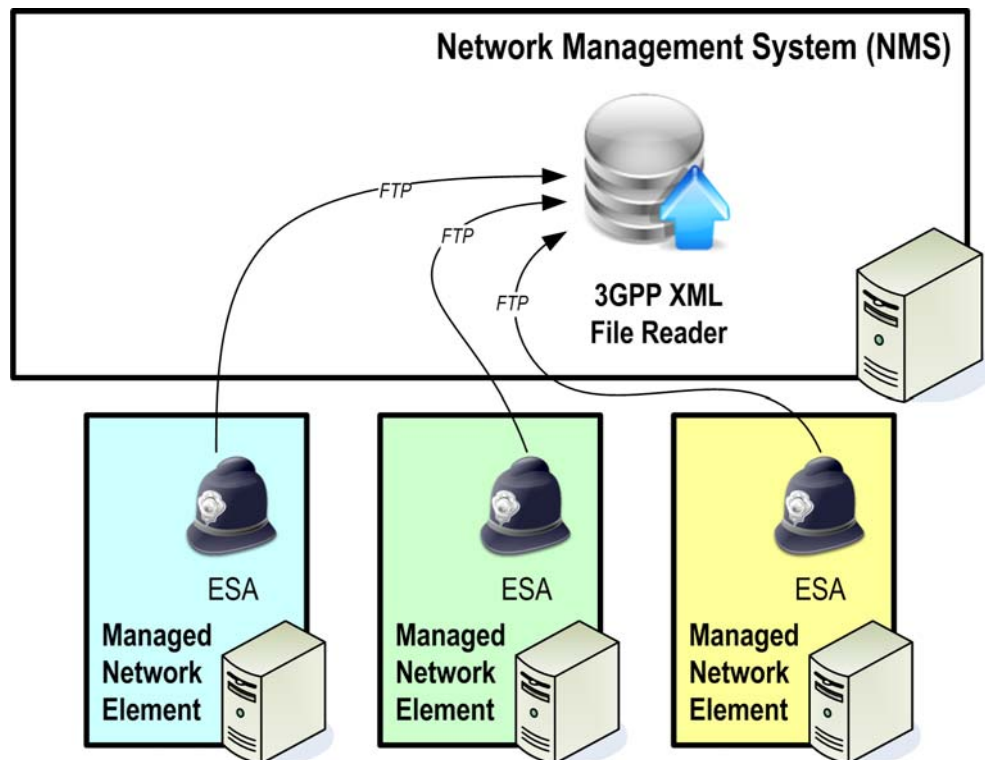 Network Management System (NMS)
FTP
FTP
FTP
3GPP XML
File Reader
ESA
Managed
Network
Element
ESA
Managed
Network
Element
ESA
Managed
Network
Element